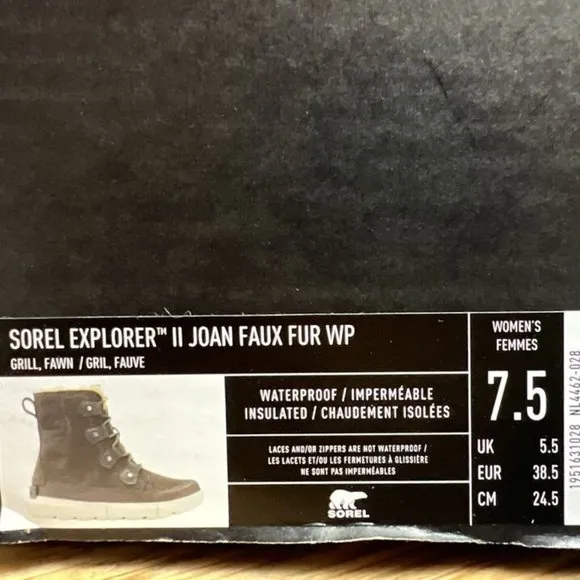 SOREL EXPLORER™ II JOAN FAUX FUR WP
GRILL, FAWN / GRIL, FAUVE
WATERPROOF / IMPERMÉABLE
INSULATED / CHAUDEMENT ISOLÉES
LACES AND/OR ZIPPERS ARE NOT WATERPROOF /
LES LACETS ET/OU LES FERMETURES À GLISSIÈRE
NE SONT PAS IMPERMÉABLES
SOREL
WOMEN'S
FEMMES
7.5
UK 5.5
EUR 38.5
CM 24.5
1951631028 NL4462-028